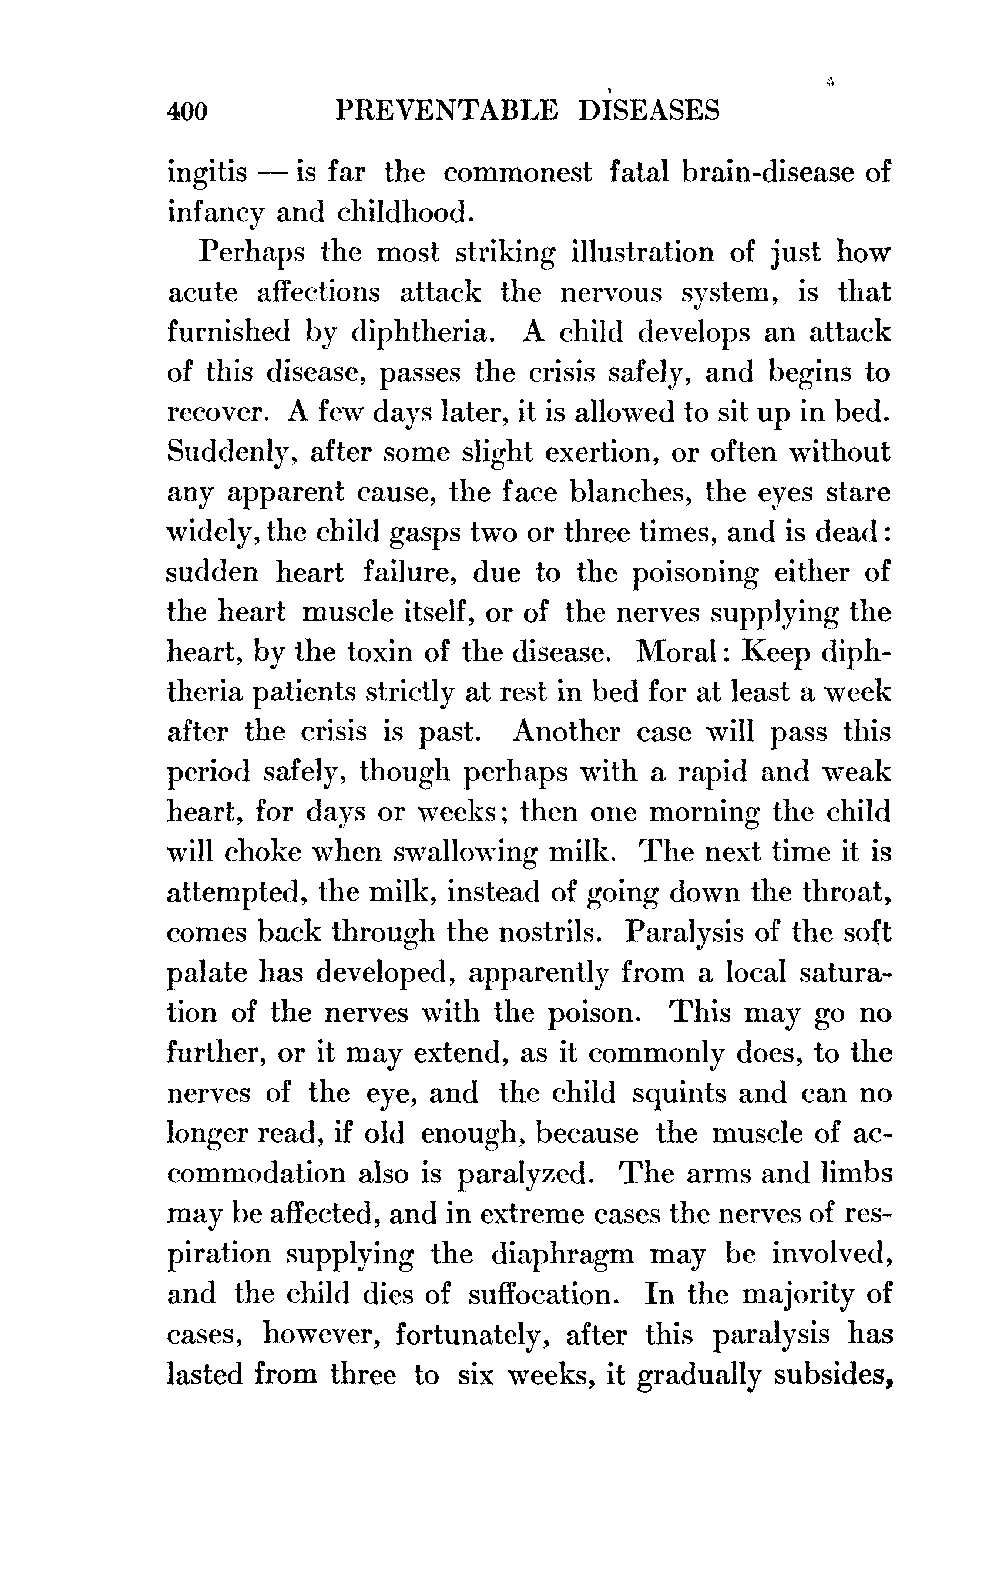 400 PREVENTABLE DISEASES
ingitis — is far the commonest fatal brain-disease of
infancy and childhood.
Perhaps the most striking illustration of just how
acute affections attack the nervous system, is that
furnished by diphtheria. A child develops an attack
of this disease, passes the crisis safely, and begins to
recover. A few days later, it is allowed to sit up in bed.
Suddenly, after some slight exertion, or often without
any apparent cause, the face blanches, the eyes stare
widely, the child gasps two or three times, and is dead:
sudden heart failure, due to the poisoning either of
the heart muscle itself, or of the nerves supplying the
heart, by the toxin of the disease. Moral: Keep diph-
theria patients strictly at rest in bed for at least a week
after the crisis is past. Another case will pass this
period safely, though perhaps with a rapid and weak
heart, for days or weeks; then one morning the child
will choke when swallowing milk. The next time it is
attempted, the milk, instead of going down the throat,
comes back through the nostrils. Paralysis of the soft
palate has developed, apparently from a local satura-
tion of the nerves with the poison. This may go no
further, or it may extend, as it commonly does, to the
nerves of the eye, and the child squints and can no
longer read, if old enough, because the muscle of ac-
commodation also is paralyzed. The arms and limbs
may be affected, and in extreme cases the nerves of res-
piration supplying the diaphragm may be involved,
and the child dies of suffocation. In the majority of
cases, however, fortunately, after this paralysis has
lasted from three to six weeks, it gradually subsides,